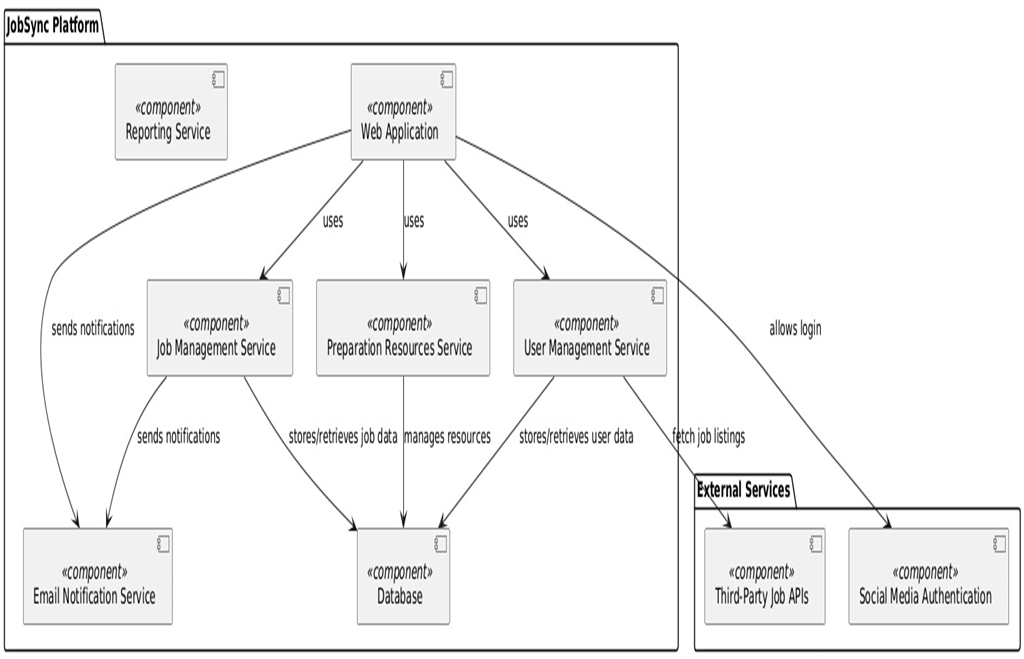 JobSync Platform
«component»
Reporting Service
«component»
Web Application
uses
uses
uses
sends notifications
«component»
Job Management Service
«component»
Preparation Resources Service
«component»
User Management Service
allows login
sends notifications
stores/retrieves job data
manages resources
stores/retrieves user data
fetch job listings
External Services
«component»
Email Notification Service
«component»
Database
«component»
Third-Party Job APIs
«component»
Social Media Authentication